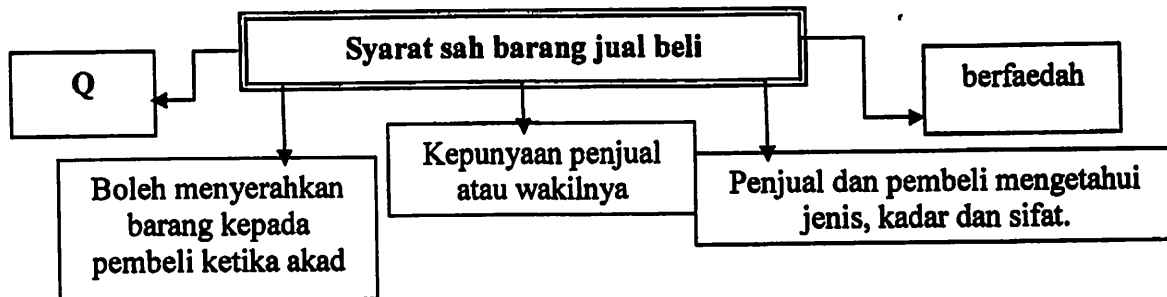 Syarat sah barang jual beli
Q
berfaedah
Kepunyaan penjual
atau wakilnya
Boleh menyerahkan
barang kepada
pembeli ketika akad
Penjual dan pembeli mengetahui
jenis, kadar dan sifat.